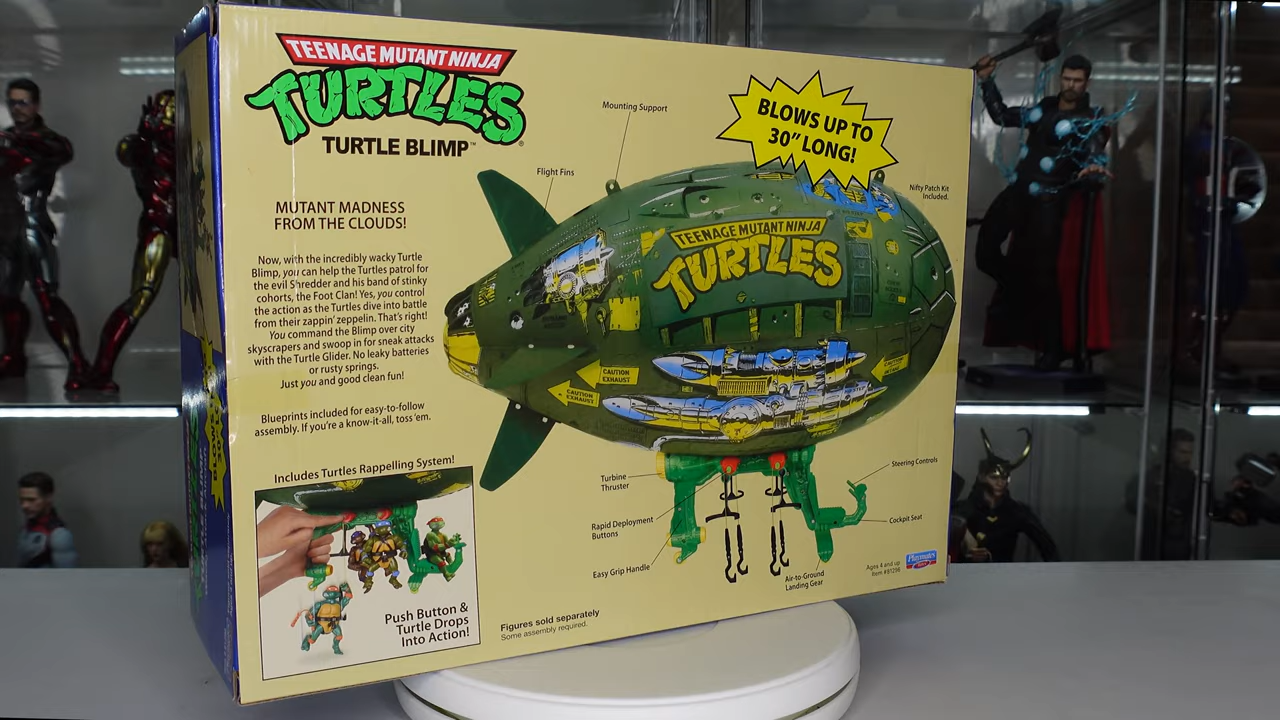 TEENAGE MUTANT NINJA
TURTLES
TURTLE BLIMP™
MUTANT MADNESS
FROM THE CLOUDS!
Now, with the incredibly wacky Turtle
Blimp, you can help the Turtles patrol for
the evil Shredder and his band of stinky
cohorts, the Foot Clan! Yes, you control
the action as the Turtles dive into battle
from their zappin' zeppelin. That's right!
You command the Blimp over city
skyscrapers and swoop in for sneak attacks
with the Turtle Glider. No leaky batteries
or rusty springs.
Just you and good clean fun!
Blueprints included for easy-to-follow
assembly. If you're a know-it-all, toss 'em.
Includes Turtles Rappelling System!
Push Button &
Turtle Drops
Into Action!
Figures sold separately
Some assembly required.
Mounting Support
Flight Fins
BLOWS UP TO
30" LONG!
Nifty Patch Kit
Included.
TEENAGE MUTANT NINJA
TURTLES
CAUTION
EXHAUST
CAUTION
EXHAUST
Turbine
Thruster
Rapid Deployment
Buttons
Easy Grip Handle
Air-to-Ground
Landing Gear
Steering Controls
Cockpit Seat
Playmates
Ages 4 and up
Item #81296